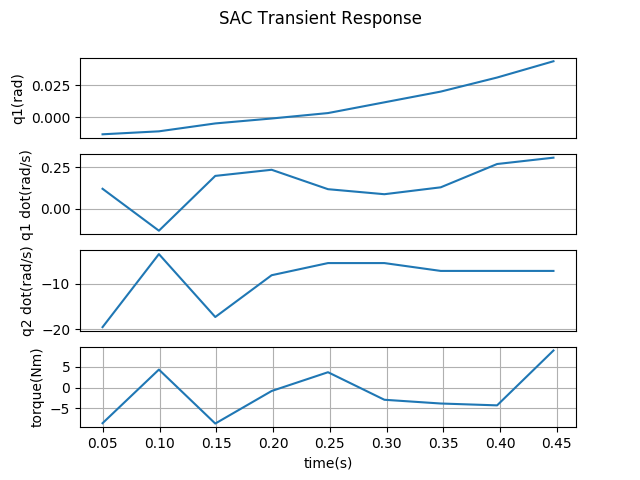 SAC Transient Response
q1(rad)
0.025
0.000
q1 dot(rad/s)
0.25
0.00
q2 dot(rad/s)
−10
−20
torque(Nm)
5
0
−5
0.05 0.10 0.15 0.20 0.25 0.30 0.35 0.40 0.45
time(s)